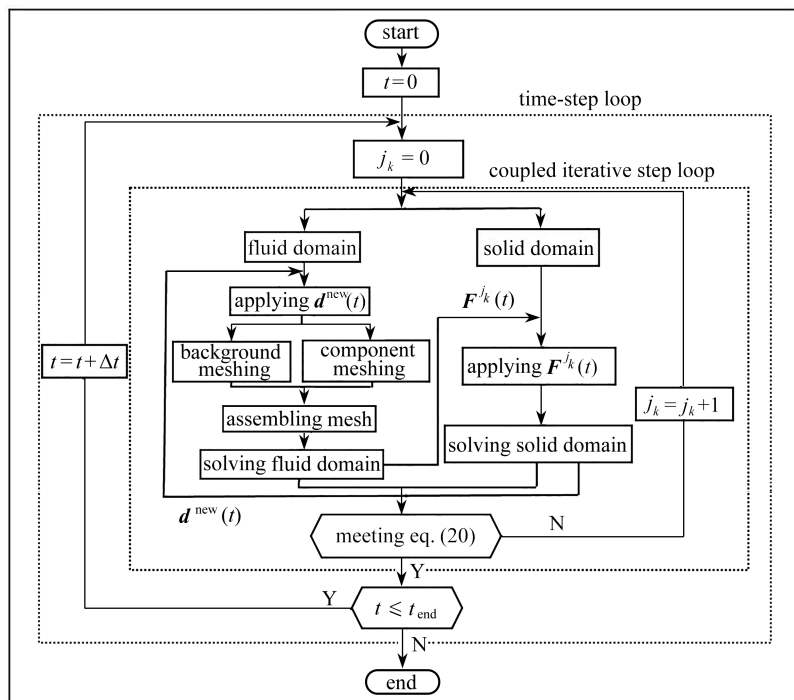 start
t=0
time-step loop
j_k = 0
coupled iterative step loop
fluid domain
solid domain
applying d^new(t)
F^{j_k}(t)
background
meshing
component
meshing
t=t+Δt
applying F^{j_k}(t)
j_k=j_k+1
assembling mesh
solving fluid domain
solving solid domain
d^new(t)
meeting eq. (20)
N
Y
Y
t ⩽ t_end
N
end